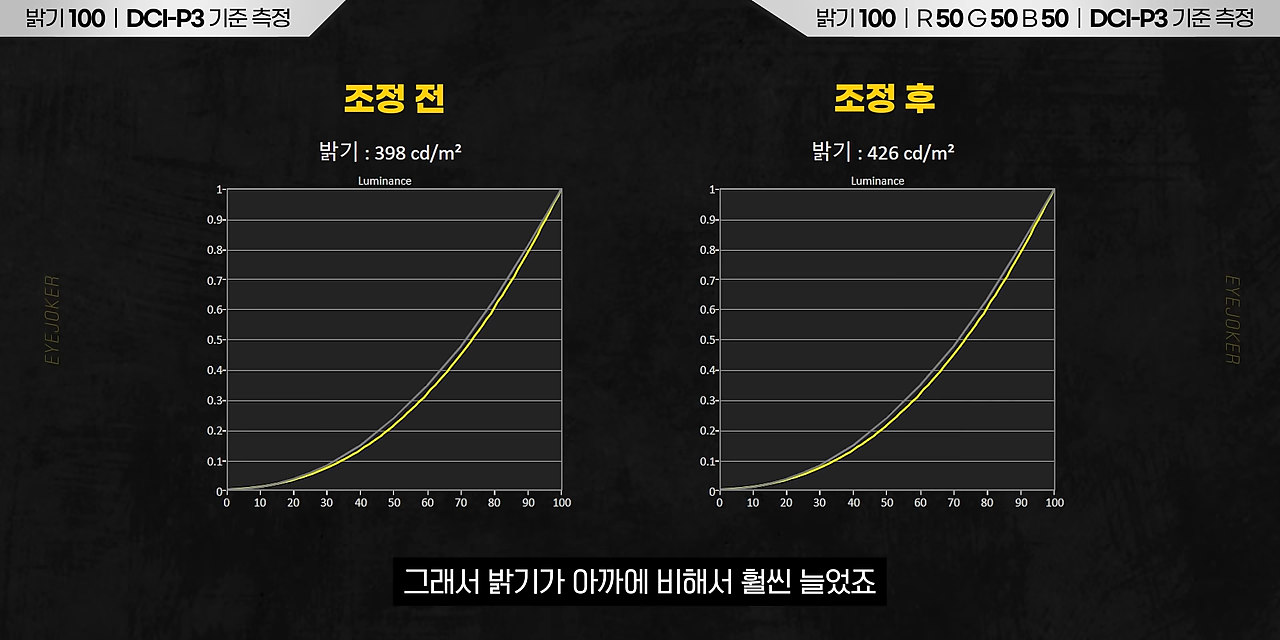 밝기 100 | DCI-P3 기준 측정
밝기 100 | R 50 G 50 B 50 | DCI-P3 기준 측정
조정 전
밝기 : 398 cd/m²
Luminance
1
0.9
0.8
0.7
0.6
0.5
0.4
0.3
0.2
0.1
0
0 10 20 30 40 50 60 70 80 90 100
조정 후
밝기 : 426 cd/m²
Luminance
1
0.9
0.8
0.7
0.6
0.5
0.4
0.3
0.2
0.1
0
0 10 20 30 40 50 60 70 80 90 100
EYEJOKER
EYEJOKER
그래서 밝기가 아까에 비해서 훨씬 늘었죠